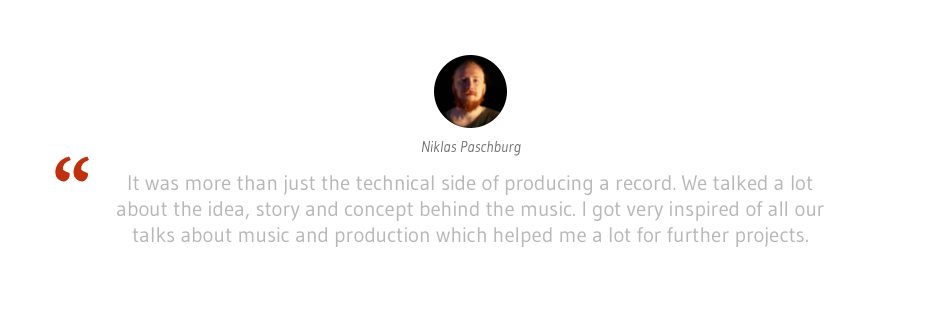 Niklas Paschburg
“
It was more than just the technical side of producing a record. We talked a lot
about the idea, story and concept behind the music. I got very inspired of all our
talks about music and production which helped me a lot for further projects.